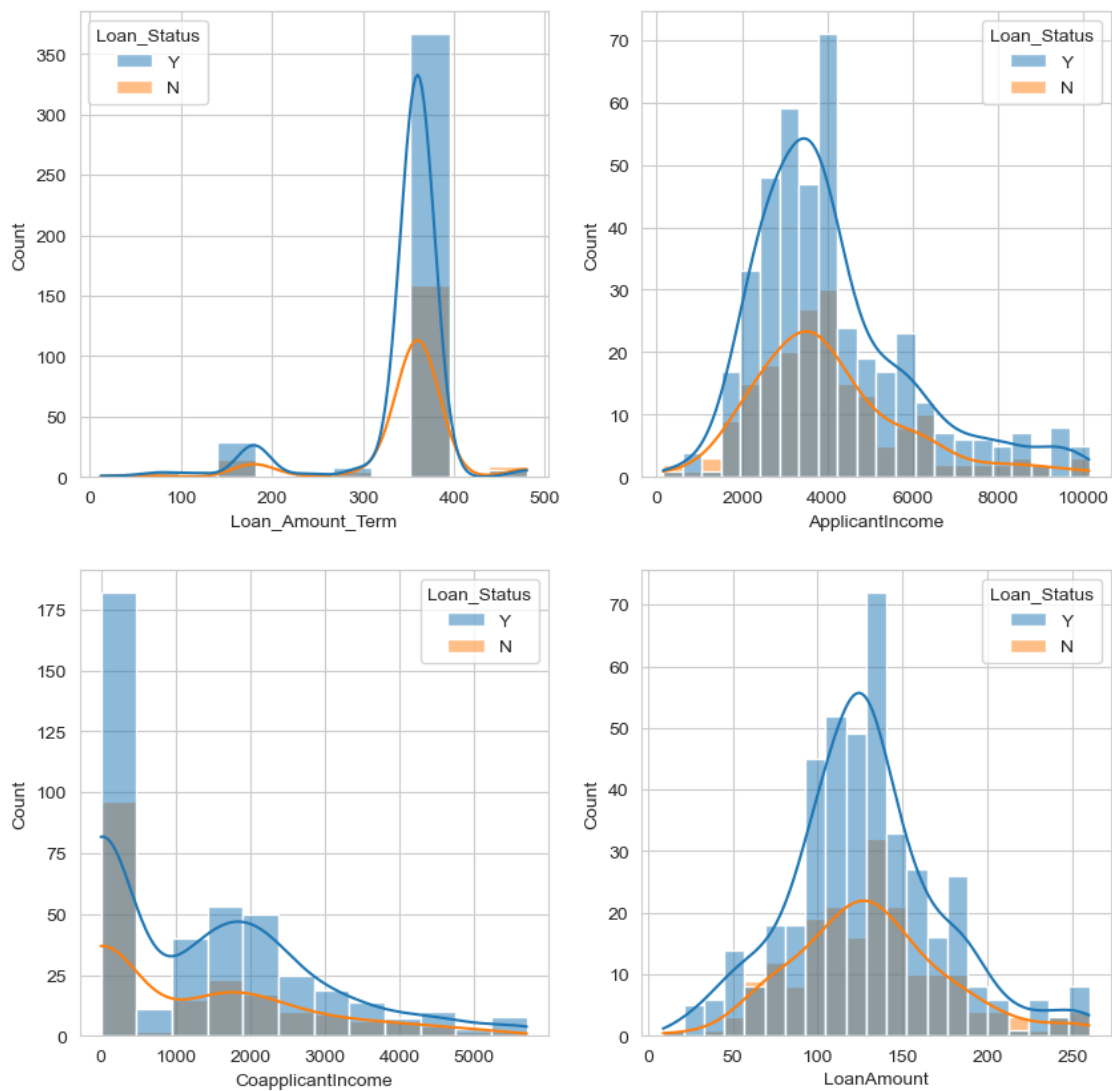 Loan_Status
Y
N
350
300
250
200
150
100
50
0
Count
0
100
200
300
400
500
Loan_Amount_Term
Loan_Status
Y
N
70
60
50
40
30
20
10
0
Count
0
2000
4000
6000
8000
10000
ApplicantIncome
Loan_Status
Y
N
175
150
125
100
75
50
25
0
Count
0
1000
2000
3000
4000
5000
CoapplicantIncome
Loan_Status
Y
N
70
60
50
40
30
20
10
0
Count
0
50
100
150
200
250
LoanAmount